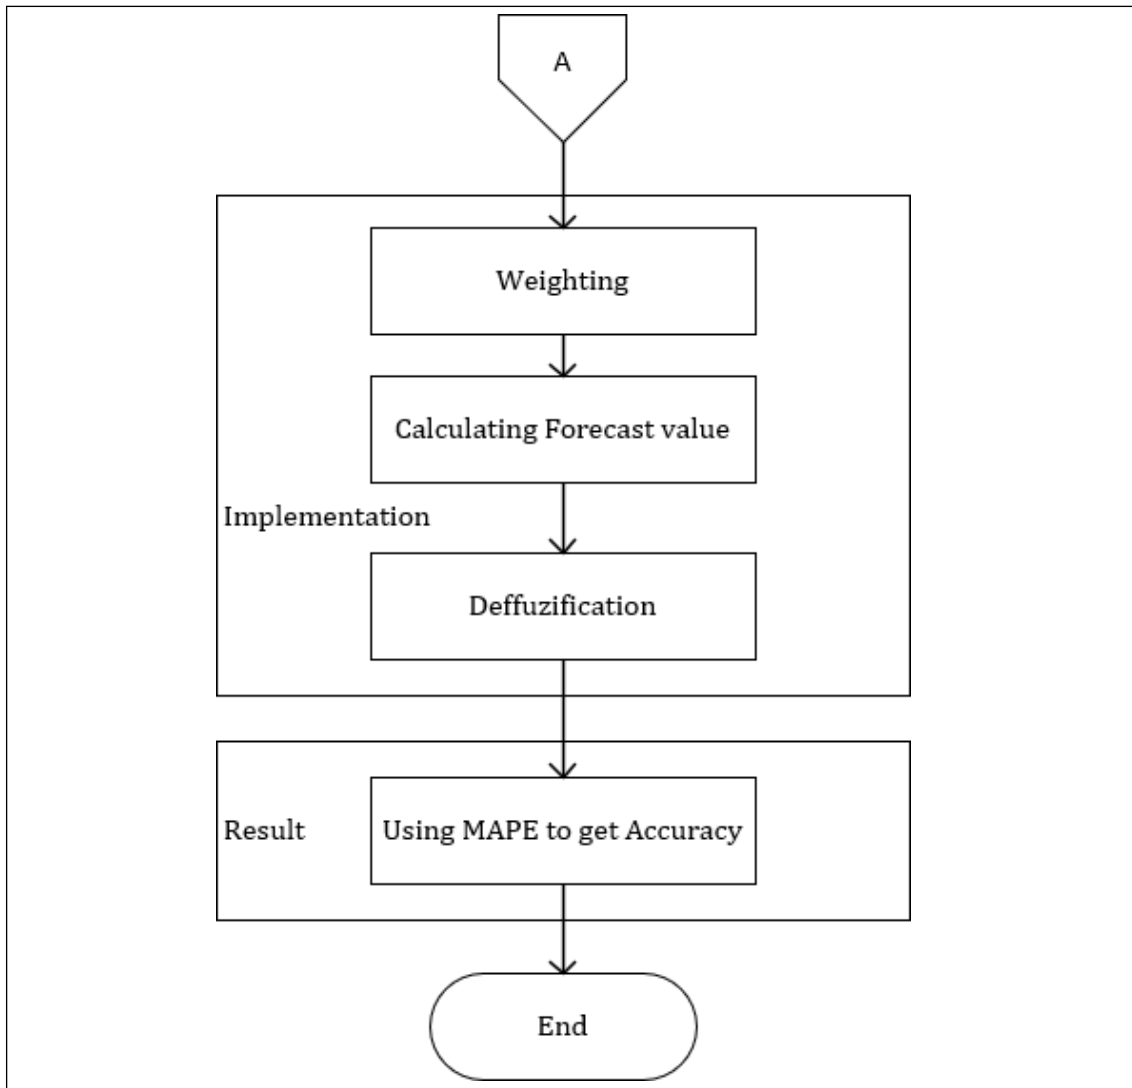 A
Weighting
Calculating Forecast value
Implementation
Deffuzification
Result
Using MAPE to get Accuracy
End